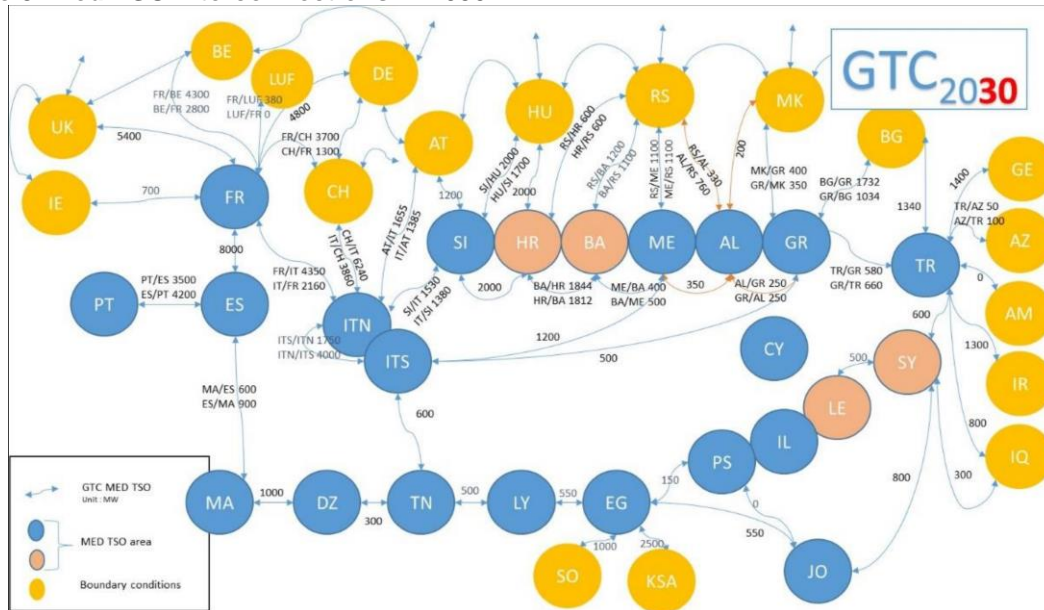 GTC2030
BE
LUF
DE
UK
IE
FR
CH
AT
HU
RS
MK
BG
GE
AZ
AM
IR
IQ
FR/BE 4300
BE/FR 2800
FR/LUF 380
LUF/FR 0
4800
5400
700
FR/CH 3700
CH/FR 1300
1200
SI/HU 2000
HU/SI 1700
2000
RS/HR 600
HR/RS 600
RS/BA 1200
BA/RS 1100
RS/ME 1100
ME/RS 1100
RS/AL 330
AL/RS 760
200
MK/GR 400
GR/MK 350
BG/GR 1732
GR/BG 1034
1340
1400
TR/AZ 50
AZ/TR 100
0
SI
HR
BA
ME
AL
GR
TR
8000
FR/IT 4350
IT/FR 2160
CH/IT 6240
IT/CH 3860
AT/IT 1655
IT/AT 1385
SI/IT 1530
IT/SI 1380
2000
BA/HR 1844
HR/BA 1812
ME/BA 400
BA/ME 500
350
AL/GR 250
GR/AL 250
TR/GR 580
GR/TR 660
600
1300
800
300
PT
PT/ES 3500
ES/PT 4200
ES
ITN
ITS
ITS/ITN 1750
ITN/ITS 4000
1200
500
CY
SY
500
LE
IL
PS
MA/ES 600
ES/MA 900
600
800
MA
1000
DZ
300
TN
500
LY
550
EG
150
0
550
JO
1000
SO
2500
KSA
GTC MED TSO
Unit : MW
MED TSO area
Boundary conditions